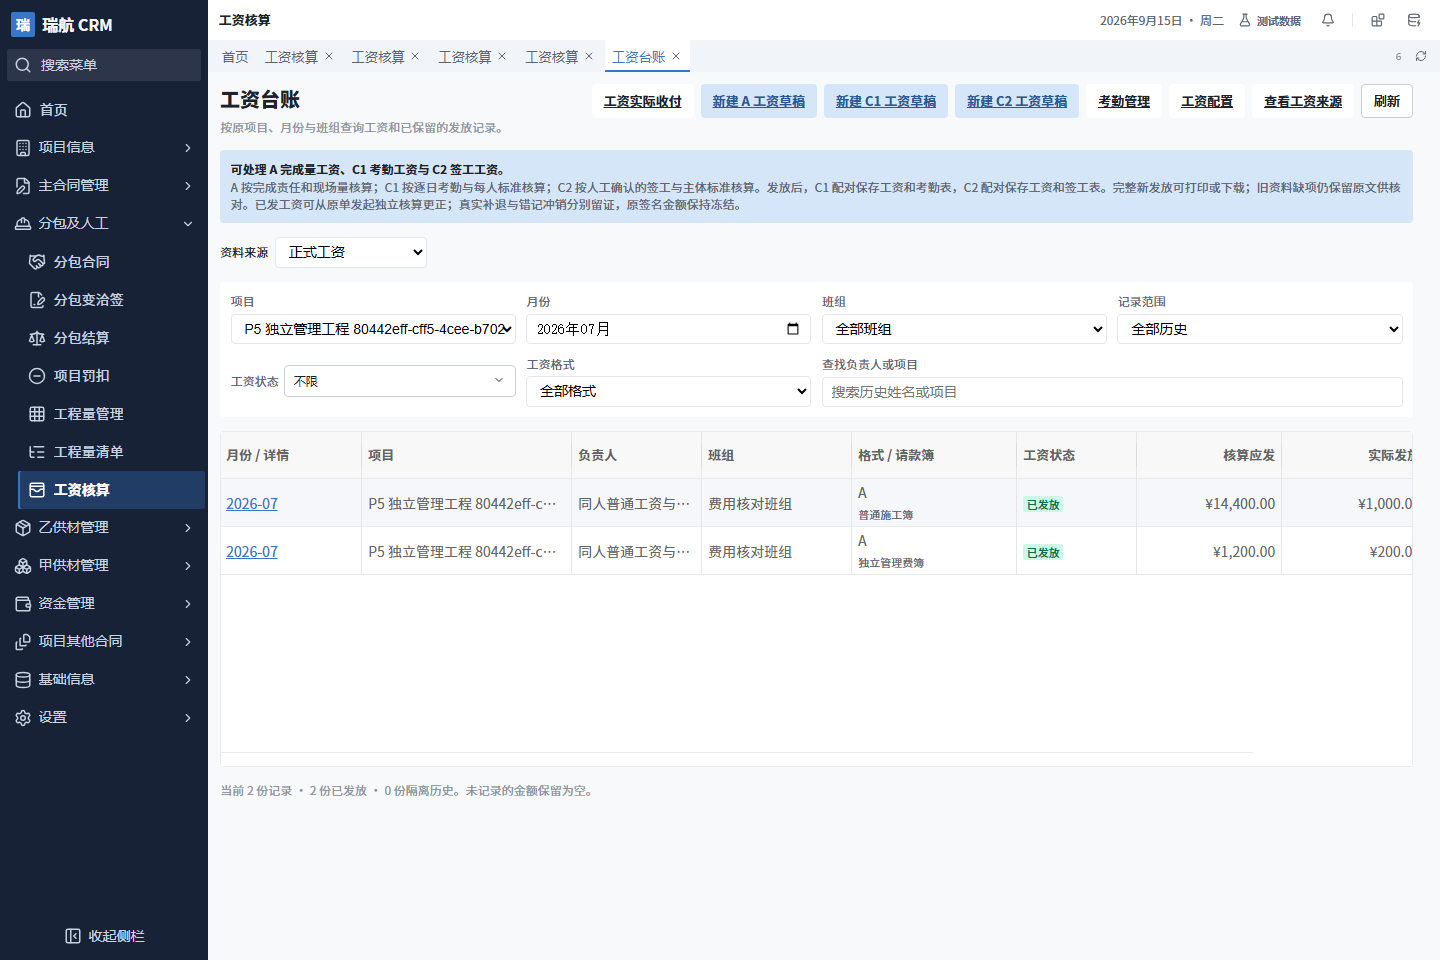 瑞 瑞航 CRM
搜索菜单
首页
项目信息
主合同管理
分包及人工
分包合同
分包变洽签
分包结算
项目罚扣
工程量管理
工程量清单
工资核算
乙供材管理
甲供材管理
资金管理
项目其他合同
基础信息
设置
收起侧栏
工资核算
2026年9月15日 · 周二 测试数据
首页 工资核算 × 工资核算 × 工资核算 × 工资核算 × 工资台账 × 6
工资台账
工资实际收付 新建 A 工资草稿 新建 C1 工资草稿 新建 C2 工资草稿 考勤管理 工资配置 查看工资来源 刷新
按原项目、月份与班组查询工资和已保留的发放记录。
可处理 A 完成量工资、C1 考勤工资与 C2 签工工资。
A 按完成责任和现场量核算；C1 按逐日考勤与每人标准核算；C2 按人工确认的签工与主体标准核算。发放后，C1 配对保存工资和考勤表，C2 配对保存工资和签工表。完整新发放可打印或下载；旧资料缺项仍保留原文供核
对。已发工资可从原单发起独立核算更正；真实补退与错记冲销分别留证，原签名金额保持冻结。
资料来源 正式工资
项目 月份 班组 记录范围
P5 独立管理工程 80442eff-cff5-4cee-b702 2026年07月 全部班组 全部历史
工资状态 不限
工资格式
全部格式
查找负责人或项目
搜索历史姓名或项目
月份 / 详情 项目 负责人 班组 格式 / 请款簿 工资状态 核算应发 实际发放
2026-07 P5 独立管理工程 80442eff-c··· 同人普通工资与··· 费用核对班组 A 普通施工簿 已发放 ¥14,400.00 ¥1,000.0
2026-07 P5 独立管理工程 80442eff-c··· 同人普通工资与··· 费用核对班组 A 独立管理费簿 已发放 ¥1,200.00 ¥200.0
当前 2 份记录 · 2 份已发放 · 0 份隔离历史。未记录的金额保留为空。